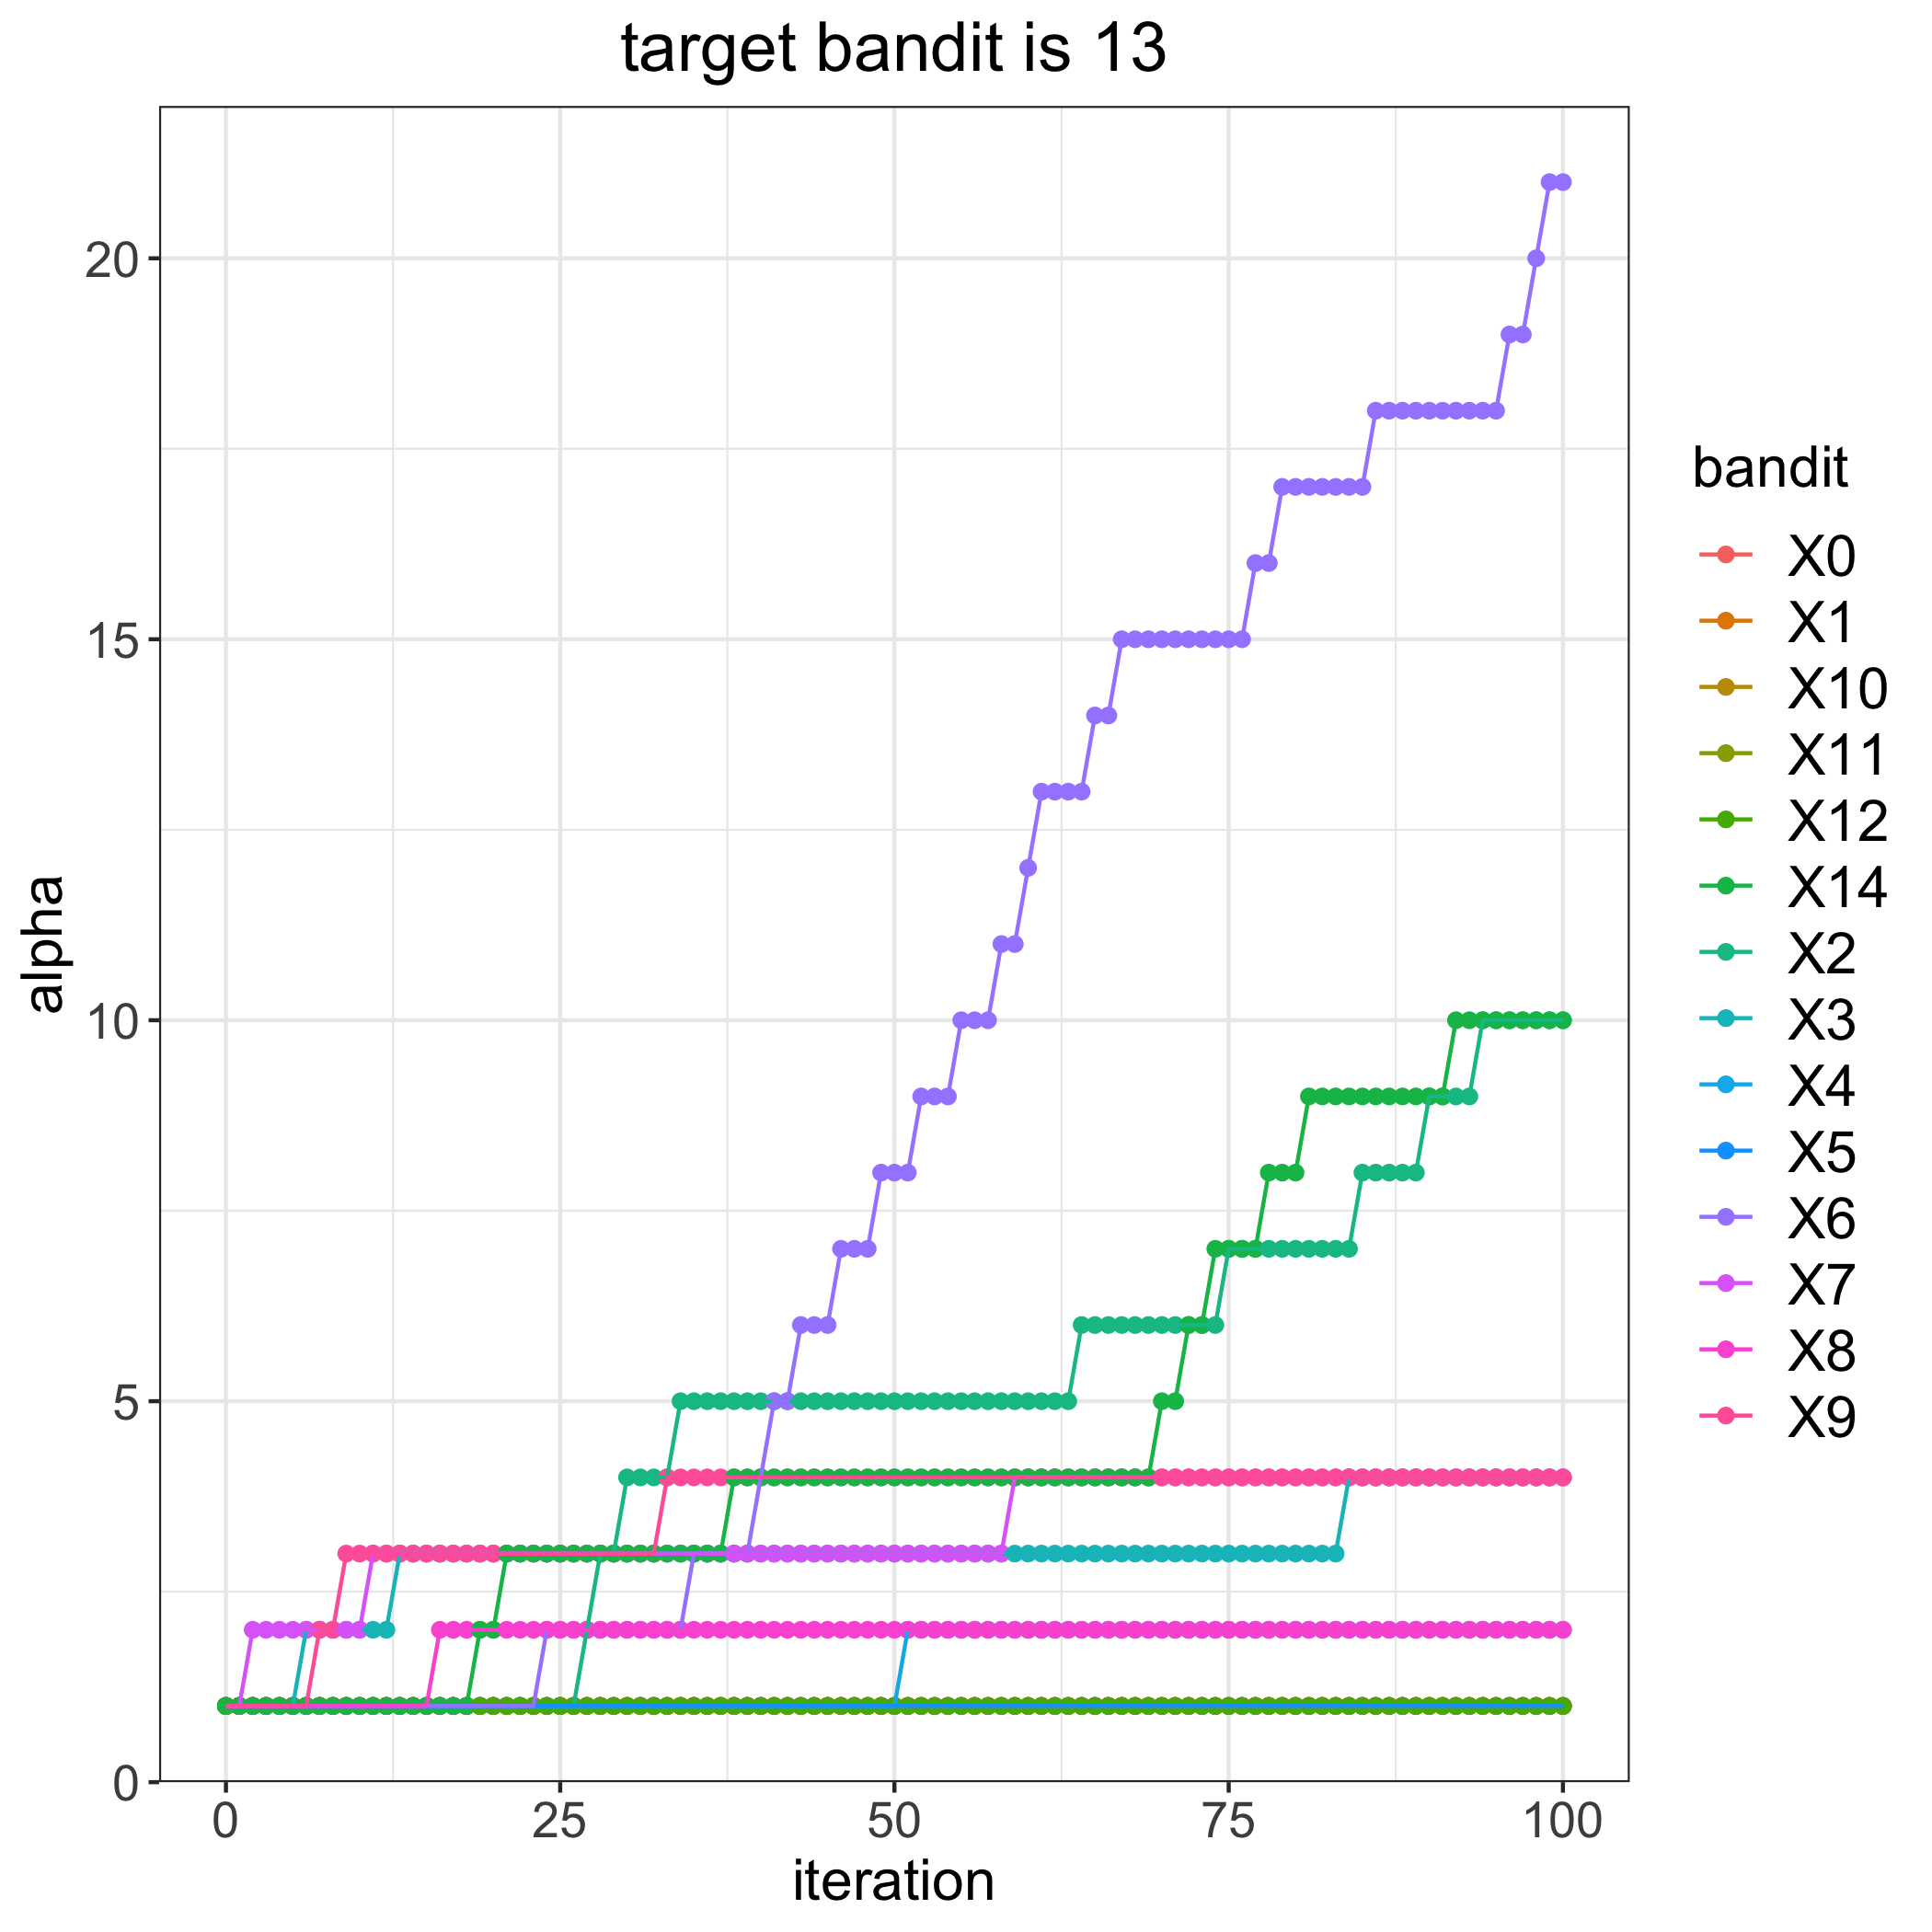 target bandit is 13
alpha
20
15
10
5
0
0 25 50 75 100
iteration
bandit
X0
X1
X10
X11
X12
X14
X2
X3
X4
X5
X6
X7
X8
X9